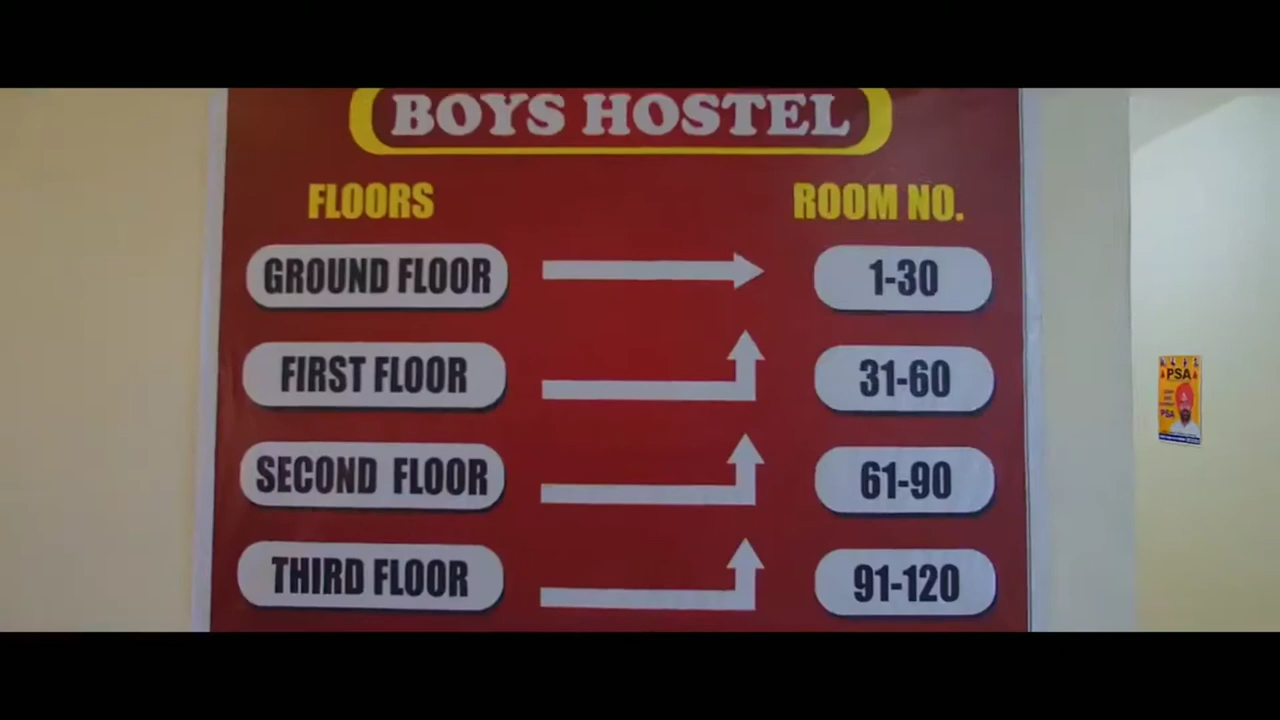 BOYS HOSTEL
FLOORS ROOM NO.
GROUND FLOOR 1-30
FIRST FLOOR 31-60
SECOND FLOOR 61-90
THIRD FLOOR 91-120
PSA
PSA